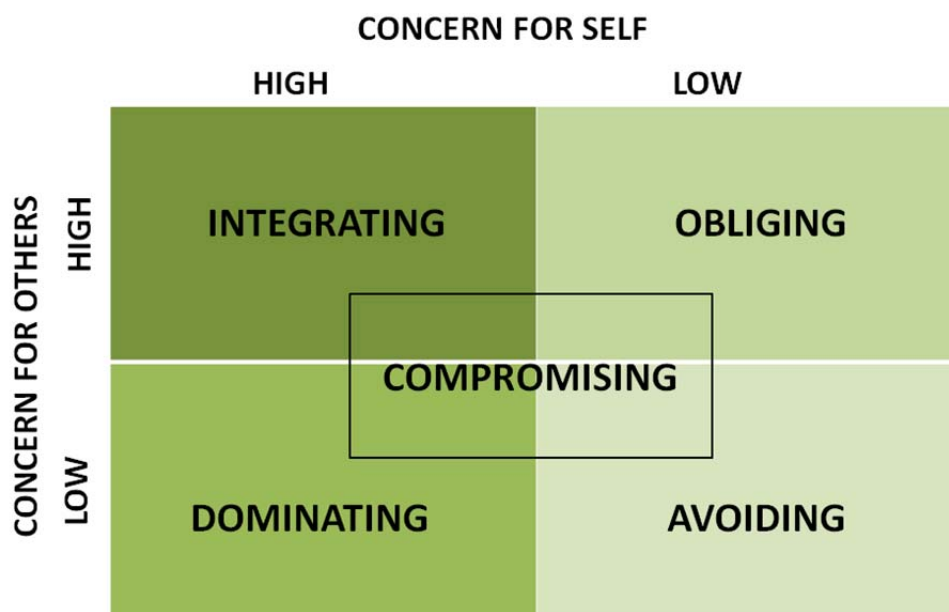 CONCERN FOR SELF
HIGH LOW
CONCERN FOR OTHERS
HIGH
INTEGRATING OBLIGING
COMPROMISING
LOW
DOMINATING AVOIDING